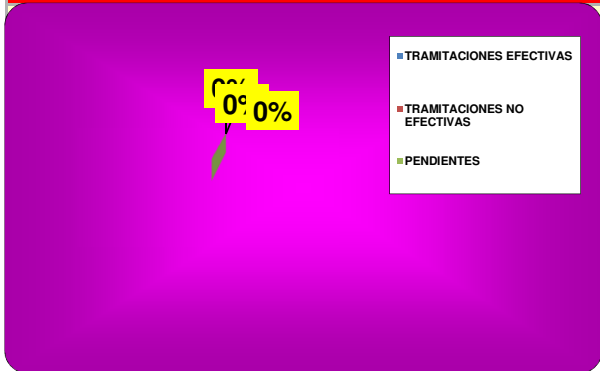 0%
0%
0%
TRAMITACIONES EFECTIVAS
TRAMITACIONES NO
EFECTIVAS
PENDIENTES